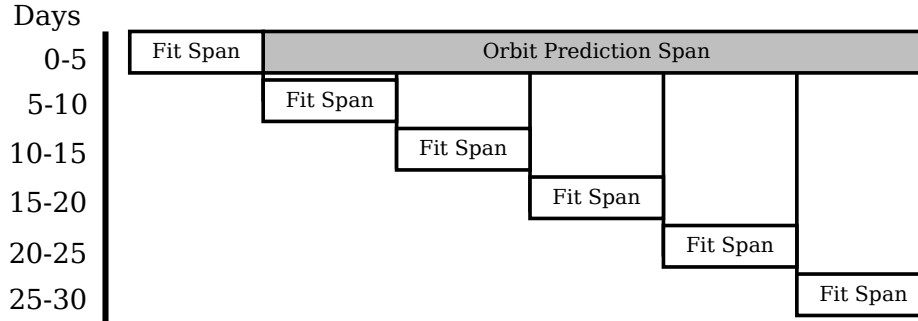 Days
0-5 Fit Span Orbit Prediction Span
5-10 Fit Span
10-15 Fit Span
15-20 Fit Span
20-25 Fit Span
25-30 Fit Span